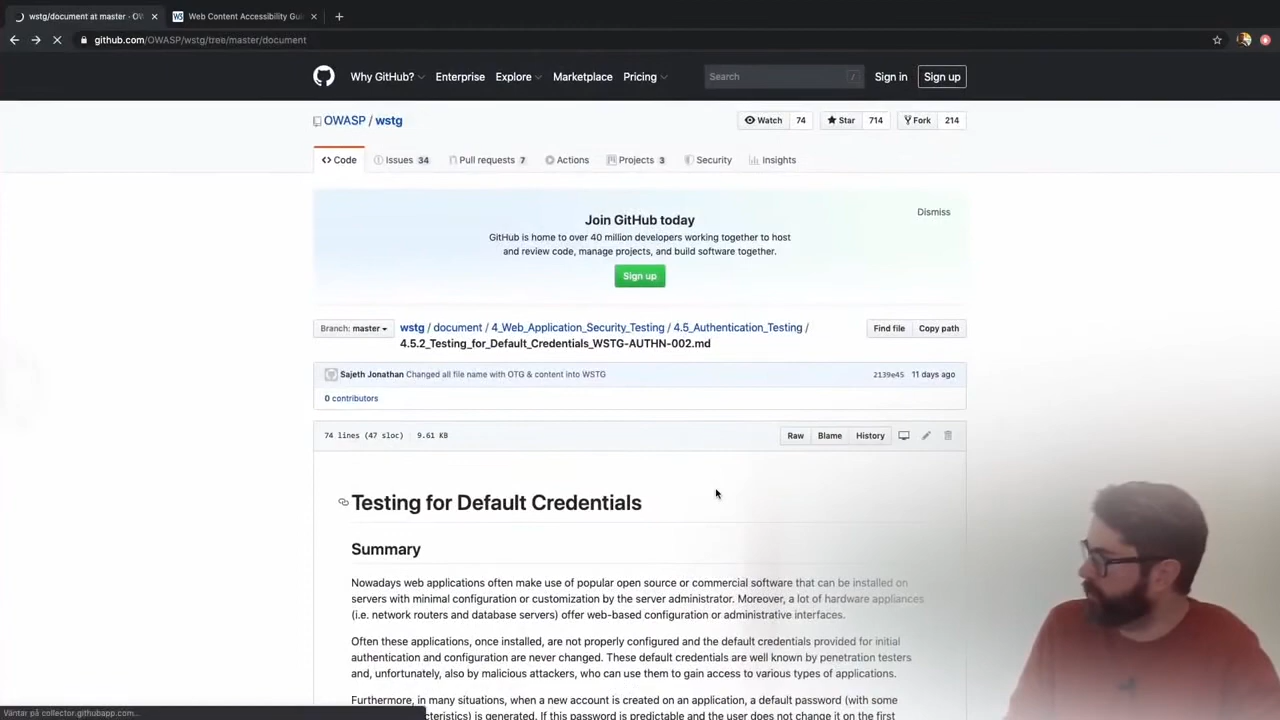 wstg/document at master · OW
Web Content Accessibility Gui
github.com/OWASP/wstg/tree/master/document
Why GitHub?
Enterprise
Explore
Marketplace
Pricing
Search
/
Sign in
Sign up
OWASP / wstg
Watch 74
Star 714
Fork 214
Code
Issues 34
Pull requests 7
Actions
Projects 3
Security
Insights
Join GitHub today
Dismiss
GitHub is home to over 40 million developers working together to host
and review code, manage projects, and build software together.
Sign up
Branch: master
wstg / document / 4_Web_Application_Security_Testing / 4.5_Authentication_Testing /
4.5.2_Testing_for_Default_Credentials_WSTG-AUTHN-002.md
Find file
Copy path
Sajeth Jonathan Changed all file name with OTG & content into WSTG
2139e45 11 days ago
0 contributors
74 lines (47 sloc) 9.61 KB
Raw
Blame
History
Testing for Default Credentials
Summary
Nowadays web applications often make use of popular open source or commercial software that can be installed on
servers with minimal configuration or customization by the server administrator. Moreover, a lot of hardware appliances
(i.e. network routers and database servers) offer web-based configuration or administrative interfaces.
Often these applications, once installed, are not properly configured and the default credentials provided for initial
authentication and configuration are never changed. These default credentials are well known by penetration testers
and, unfortunately, also by malicious attackers, who can use them to gain access to various types of applications.
Furthermore, in many situations, when a new account is created on an application, a default password (with some
cteristics) is generated. If this password is predictable and the user does not change it on the first
Väntar på collector.githubapp.com...